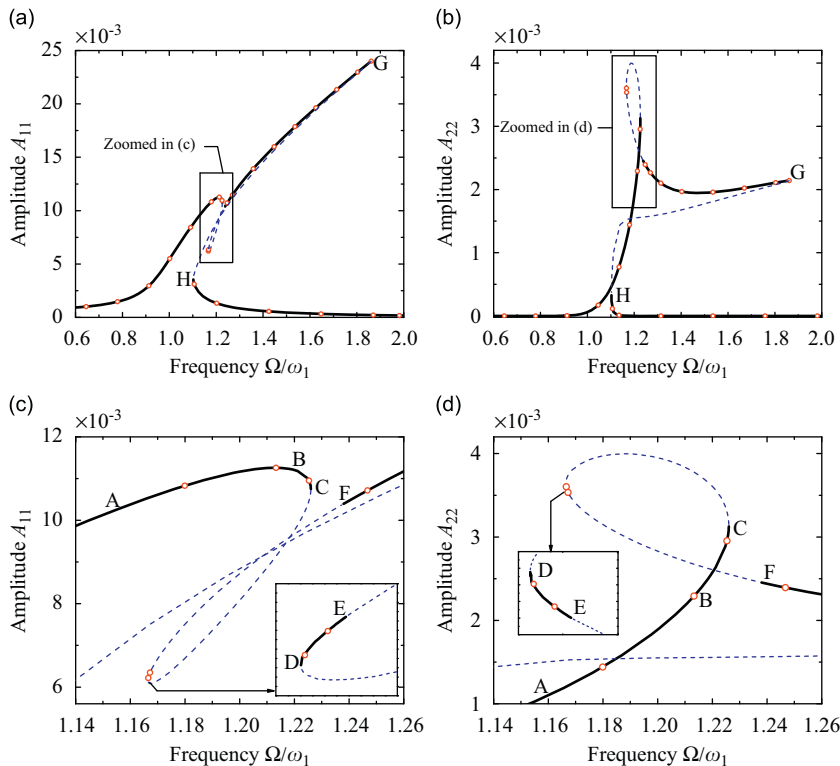 (a)
×10⁻³
25
20
15
10
5
0
0.6 0.8 1.0 1.2 1.4 1.6 1.8 2.0
Amplitude A₁₁
Frequency Ω/ω₁
Zoomed in (c)
G
H
(b)
×10⁻³
4
3
2
1
0
0.6 0.8 1.0 1.2 1.4 1.6 1.8 2.0
Amplitude A₂₂
Frequency Ω/ω₁
Zoomed in (d)
G
H
(c)
×10⁻³
12
11
10
9
8
7
6
1.14 1.16 1.18 1.20 1.22 1.24 1.26
Amplitude A₁₁
Frequency Ω/ω₁
A
B
C
F
E
D
(d)
×10⁻³
4
3
2
1
1.14 1.16 1.18 1.20 1.22 1.24 1.26
Amplitude A₂₂
Frequency Ω/ω₁
C
D
F
B
E
A